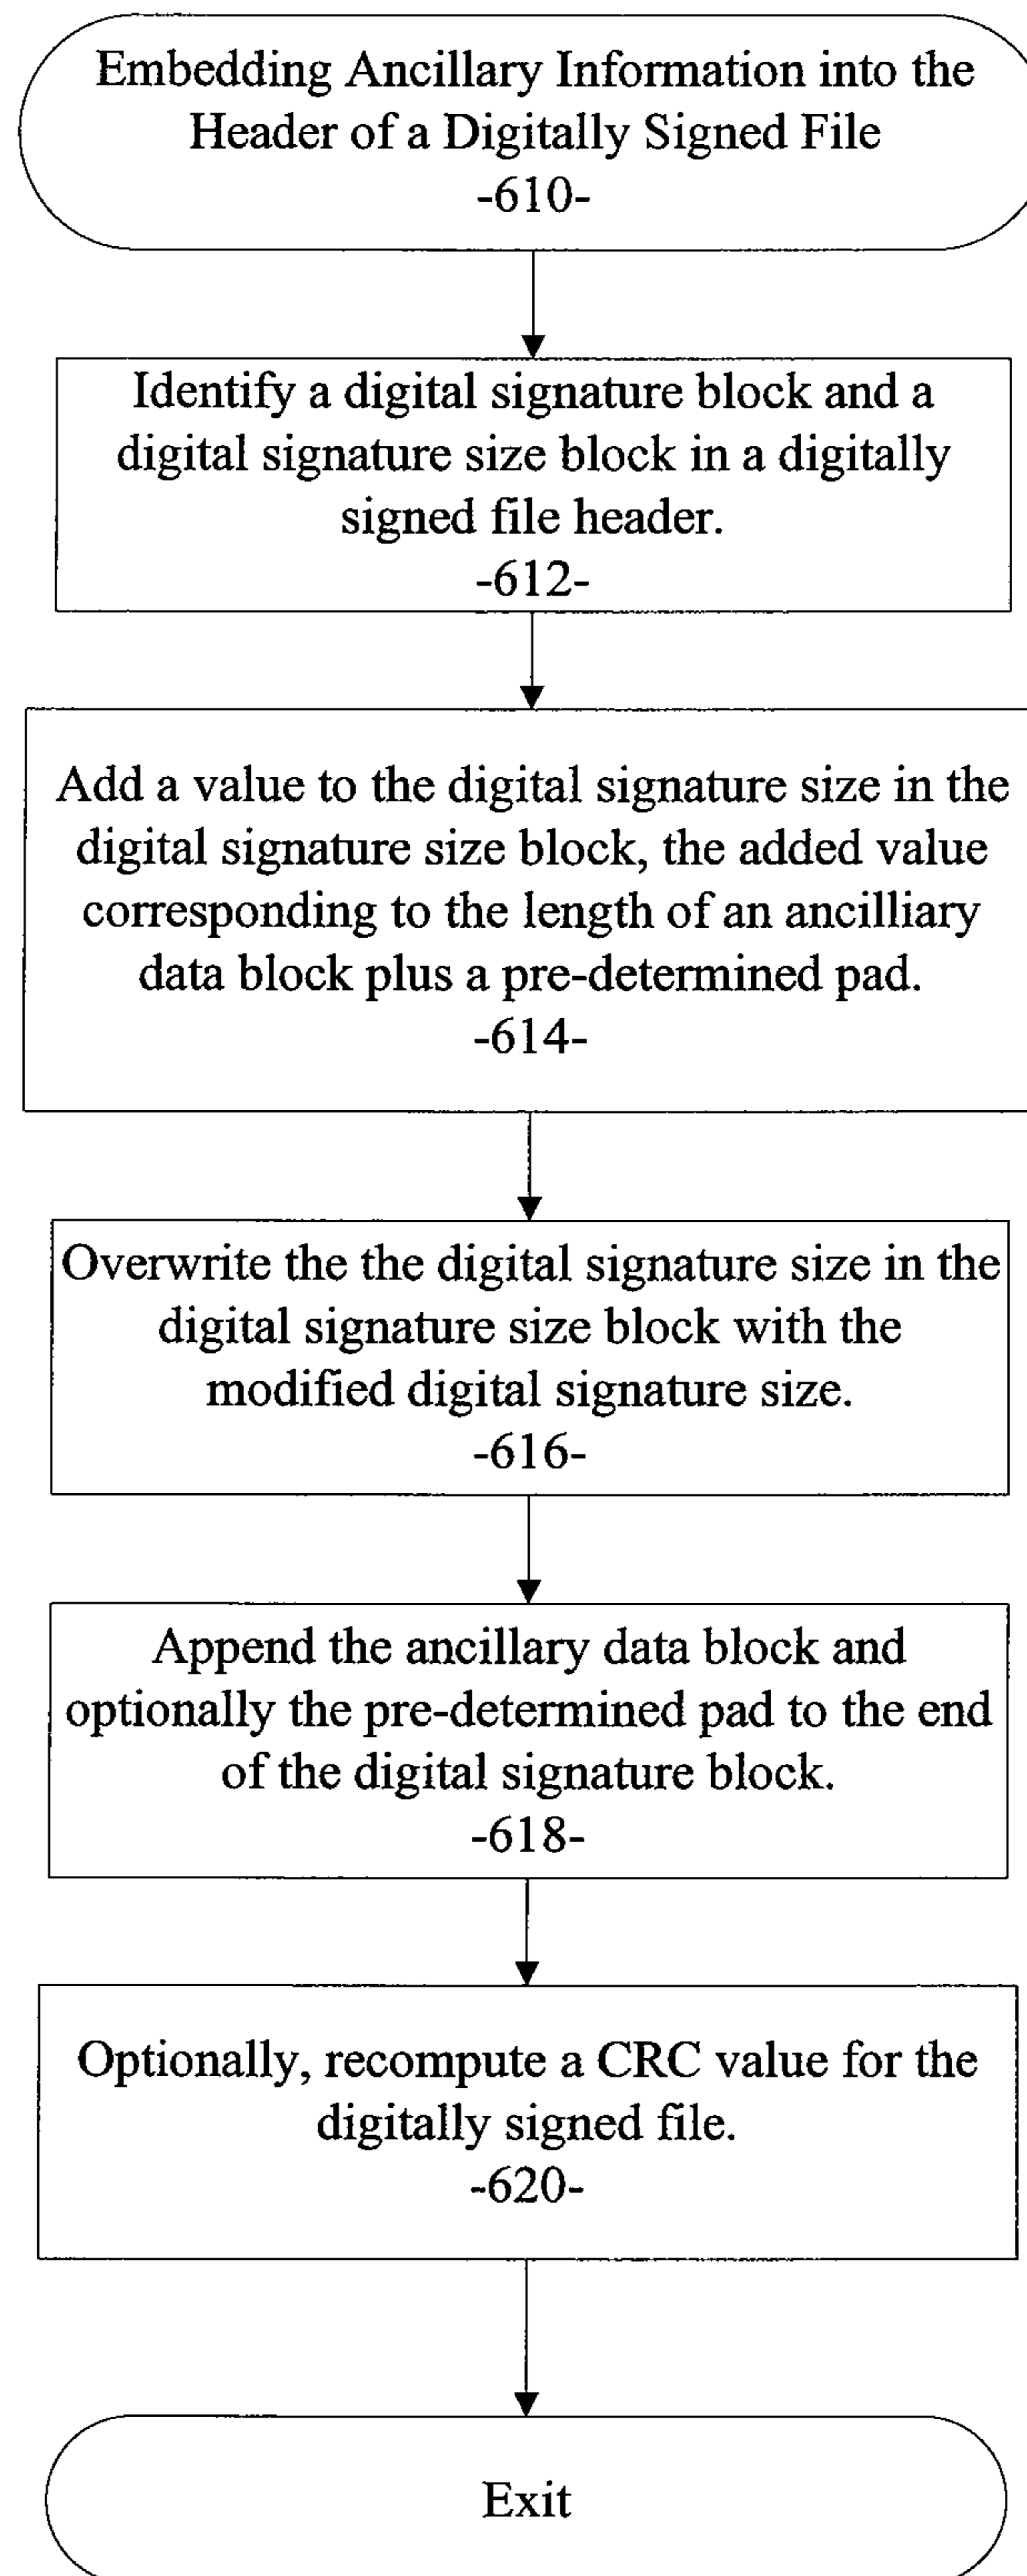 Embedding Ancillary Information into the
Header of a Digitally Signed File
-610-
Identify a digital signature block and a
digital signature size block in a digitally
signed file header.
-612-
Add a value to the digital signature size in the
digital signature size block, the added value
corresponding to the length of an ancilliary
data block plus a pre-determined pad.
-614-
Overwrite the the digital signature size in the
digital signature size block with the
modified digital signature size.
-616-
Append the ancillary data block and
optionally the pre-determined pad to the end
of the digital signature block.
-618-
Optionally, recompute a CRC value for the
digitally signed file.
-620-
Exit